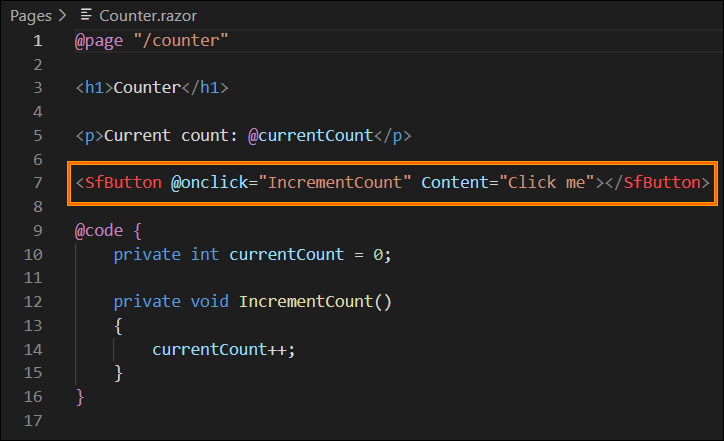 Pages > Counter.razor
1 @page "/counter"
2
3 <h1>Counter</h1>
4
5 <p>Current count: @currentCount</p>
6
7 <SfButton @onclick="IncrementCount" Content="Click me"></SfButton>
8
9 @code {
10     private int currentCount = 0;
11
12     private void IncrementCount()
13     {
14         currentCount++;
15     }
16 }
17